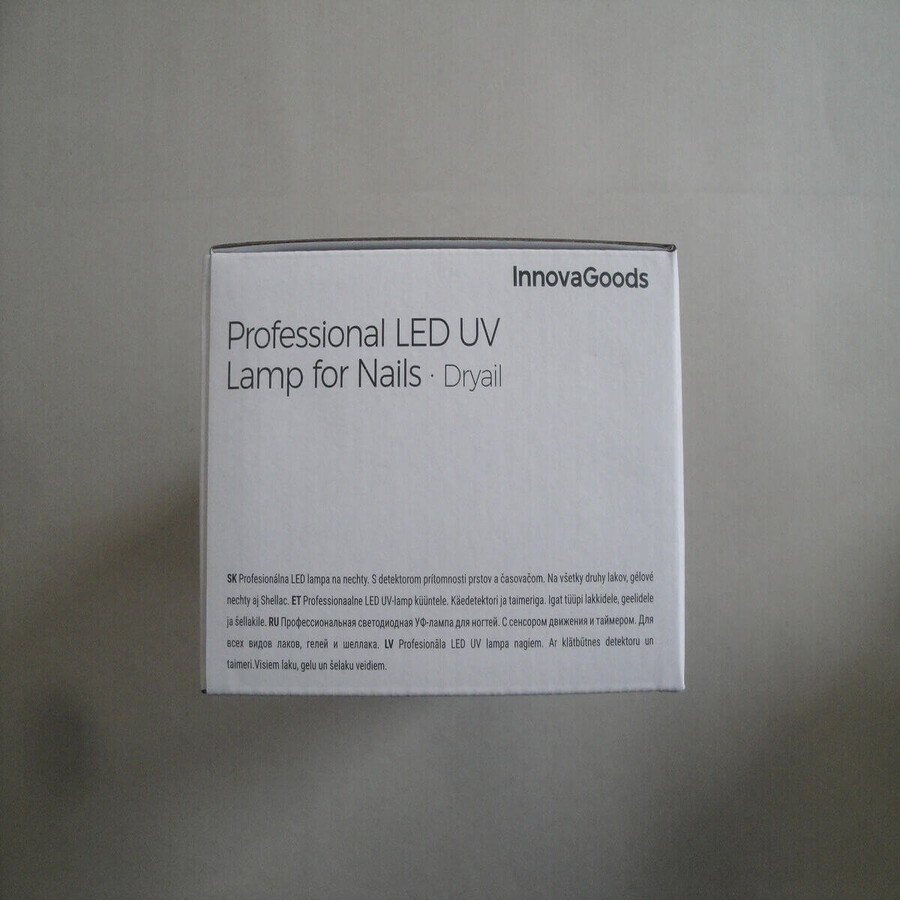 InnovaGoods
Professional LED UV
Lamp for Nails · Dryail
SK Profesionálna LED lampa na nechty. S detektorom prítomnosti prstov a časovačom. Na všetky druhy lakov, gélové
nechty aj Shellac. ET Professionaalne LED UV-lamp küüntele. Käedetektori ja taimeriga. Igat tüüpi lakkidele, geelidele
ja šellakile. RU Профессиональная светодиодная УФ-лампа для ногтей. С сенсором движения и таймером. Для
всех видов лаков, гелей и шеллака. LV Profesionāla LED UV lampa nagiem. Ar klātbūtnes detektoru un
taimeri.Visiem laku, gelu un šelaku veidiem.